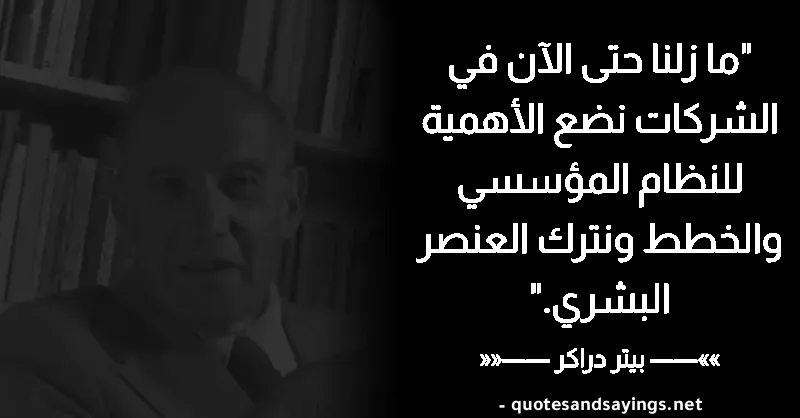 "ما زلنا حتى الآن في
الشركات نضع الأهمية
للنظام المؤسسي
والخطط ونترك العنصر
البشري."
»»—— بيتر دراكر ——««
- quotesandsayings.net